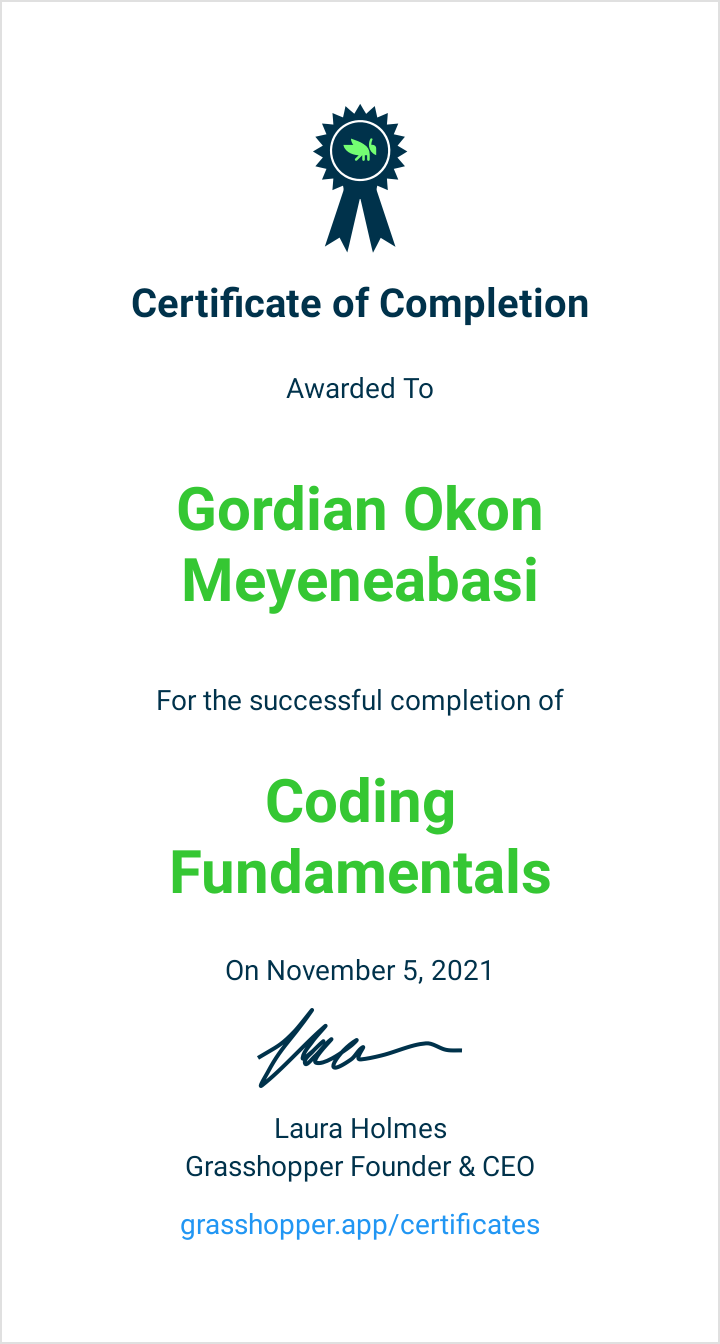 Certificate of Completion
Awarded To
Gordian Okon
Meyeneabasi
For the successful completion of
Coding
Fundamentals
On November 5, 2021
Laura Holmes
Grasshopper Founder & CEO
grasshopper.app/certificates